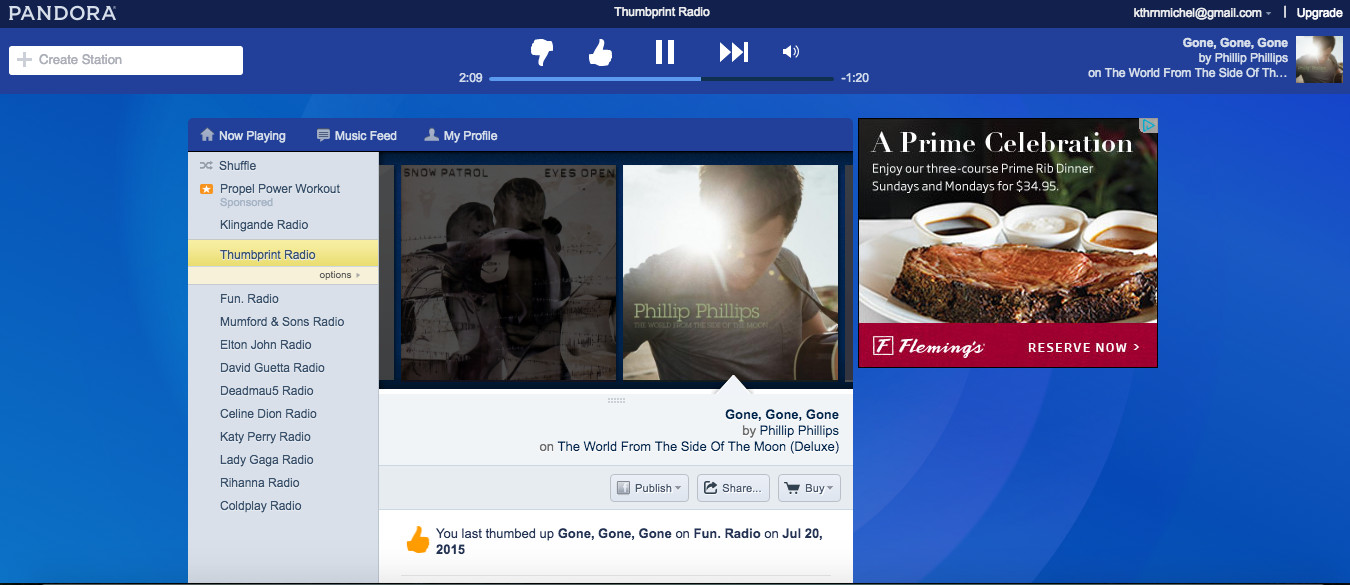 PANDORA
Thumbprint Radio
kthrnmichel@gmail.com
Upgrade
Create Station
2:09
-1:20
Gone, Gone, Gone
by Phillip Phillips
on The World From The Side Of Th...
Now Playing
Music Feed
My Profile
Shuffle
Propel Power Workout
Sponsored
Klingande Radio
Thumbprint Radio
options
Fun. Radio
Mumford & Sons Radio
Elton John Radio
David Guetta Radio
Deadmau5 Radio
Celine Dion Radio
Katy Perry Radio
Lady Gaga Radio
Rihanna Radio
Coldplay Radio
SNOW PATROL EYES OPEN
Phillip Phillips
THE WORLD FROM THE SIDE OF THE MOON
Gone, Gone, Gone
by Phillip Phillips
on The World From The Side Of The Moon (Deluxe)
Publish
Share...
Buy
You last thumbed up Gone, Gone, Gone on Fun. Radio on Jul 20,
2015
A Prime Celebration
Enjoy our three-course Prime Rib Dinner
Sundays and Mondays for $34.95.
F Fleming's
RESERVE NOW >